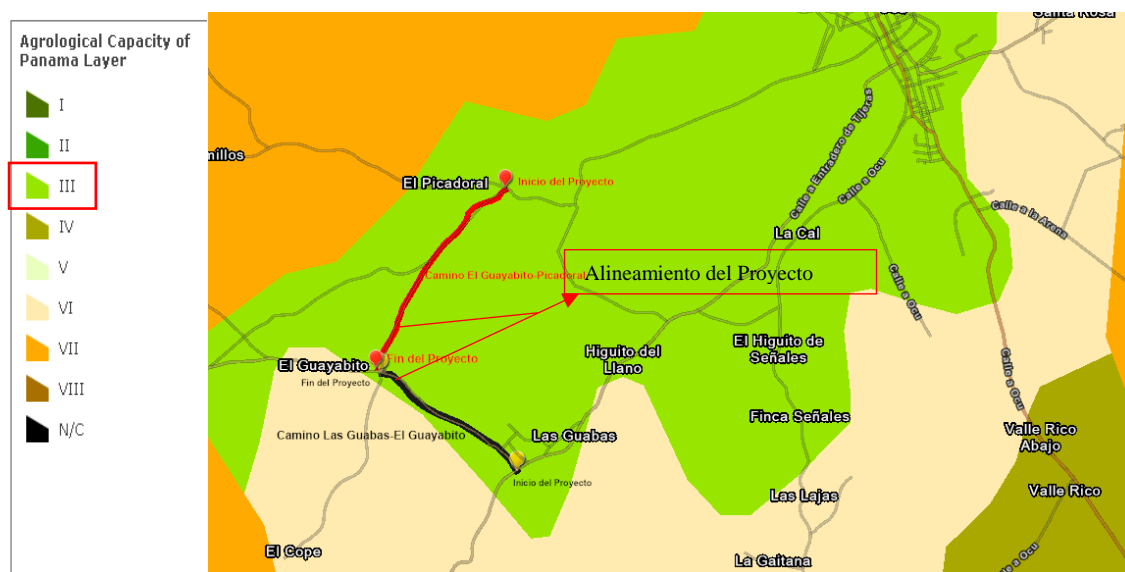 Agrological Capacity of
Panama Layer
I
II
III
IV
V
VI
VII
VIII
N/C
Santa Rosa
nillos
El Picadoral
Inicio del Proyecto
Calle a Entradero de Tijeras
Calle a Ocu
Calle a la Arena
La Cal
Camino El Guayabito-Picadoral
Alineamiento del Proyecto
Calle a Ocu
El Guayabito
Fin del Proyecto
Fin del Proyecto
Higuito del
Llano
El Higuito de
Señales
Calle a Ocu
Finca Señales
Camino Las Guabas-El Guayabito
Las Guabas
Valle Rico
Abajo
Inicio del Proyecto
Las Lajas
Valle Rico
El Cope
La Gaitana
Calle a Ocu